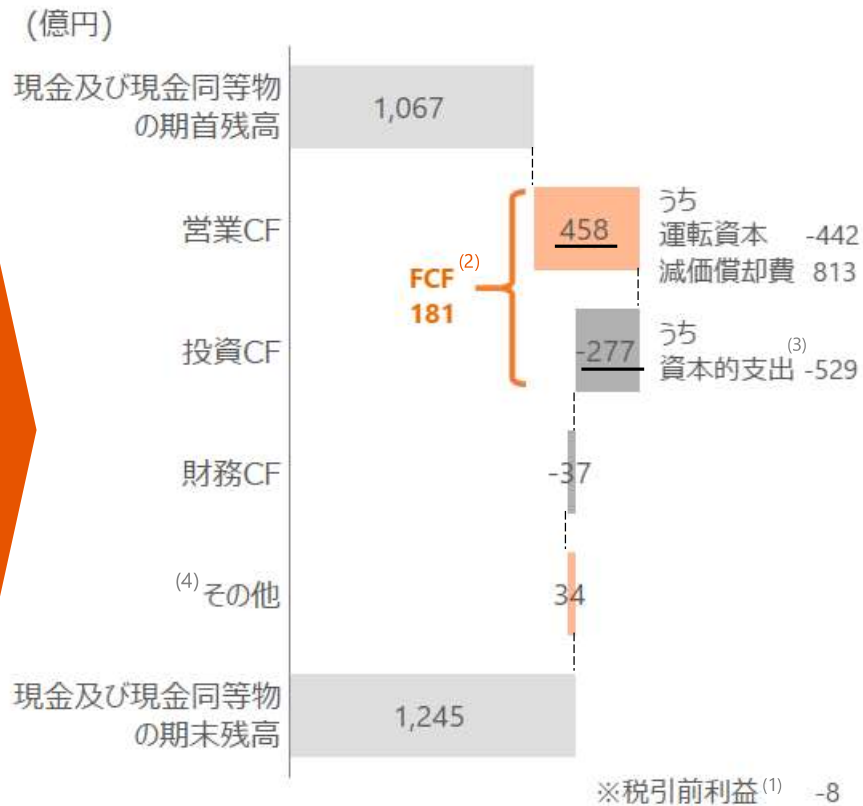 (億円)
現金及び現金同等物
の期首残高
1,067
営業CF
458
うち
運転資本 -442
減価償却費 813
FCF (2)
181
投資CF
-277
うち
資本的支出 (3) -529
財務CF
-37
(4) その他
34
現金及び現金同等物
の期末残高
1,245
※税引前利益 (1) -8